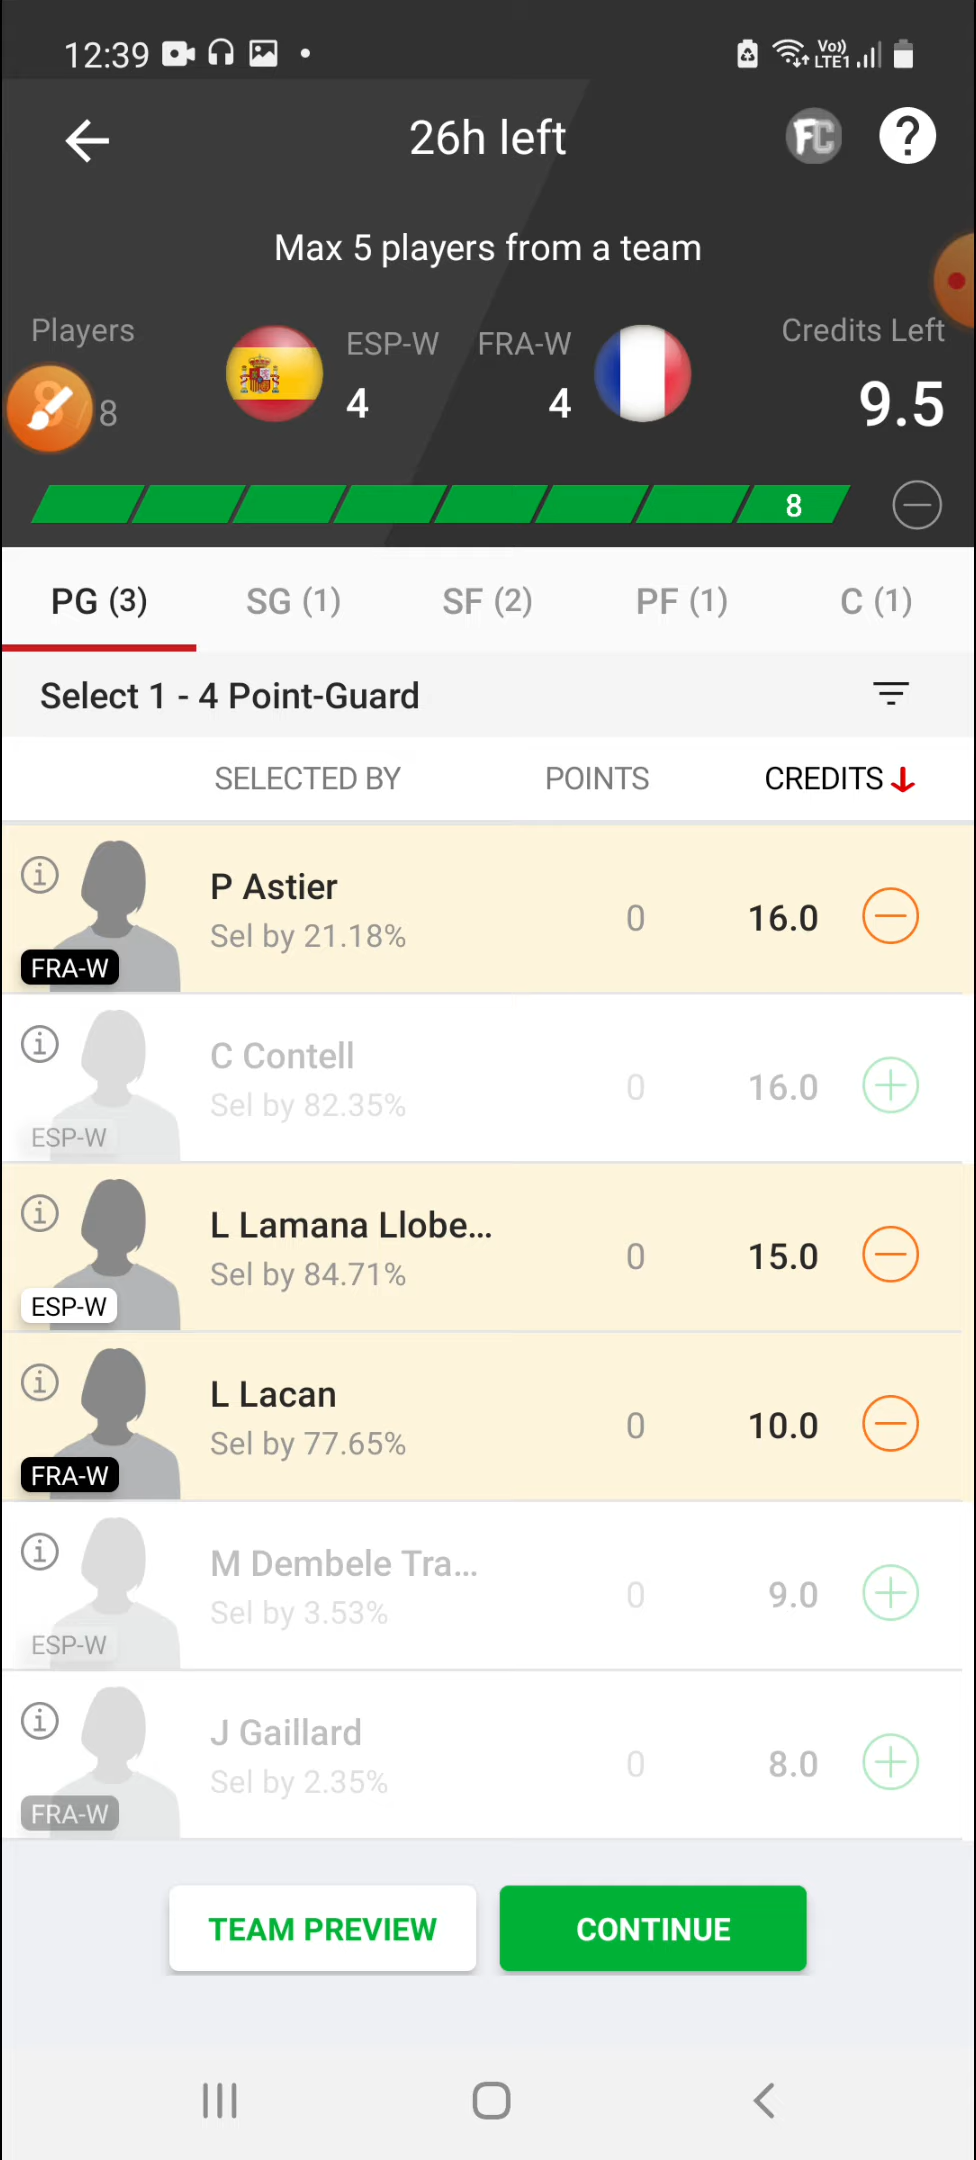 12:39
Vo))
LTE1
26h left
FC
?
Max 5 players from a team
Players
ESP-W
FRA-W
Credits Left
8 / 8
4
4
9.5
8
PG (3)
SG (1)
SF (2)
PF (1)
C (1)
Select 1 - 4 Point-Guard
SELECTED BY
POINTS
CREDITS
P Astier
Sel by 21.18%
0
16.0
FRA-W
C Contell
Sel by 82.35%
0
16.0
ESP-W
L Lamana Llobe...
Sel by 84.71%
0
15.0
ESP-W
L Lacan
Sel by 77.65%
0
10.0
FRA-W
M Dembele Tra...
Sel by 3.53%
0
9.0
ESP-W
J Gaillard
Sel by 2.35%
0
8.0
FRA-W
TEAM PREVIEW
CONTINUE